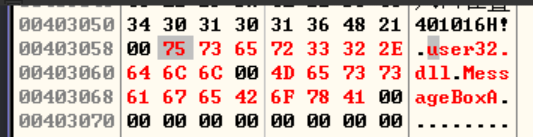 00403050 34 30 31 30 31 36 48 21 401016H!
00403058 00 75 73 65 72 33 32 2E .user32.
00403060 64 6C 6C 00 4D 65 73 73 dll.Mess
00403068 61 67 65 42 6F 78 41 00 ageBoxA.
00403070 00 00 00 00 00 00 00 00 ........